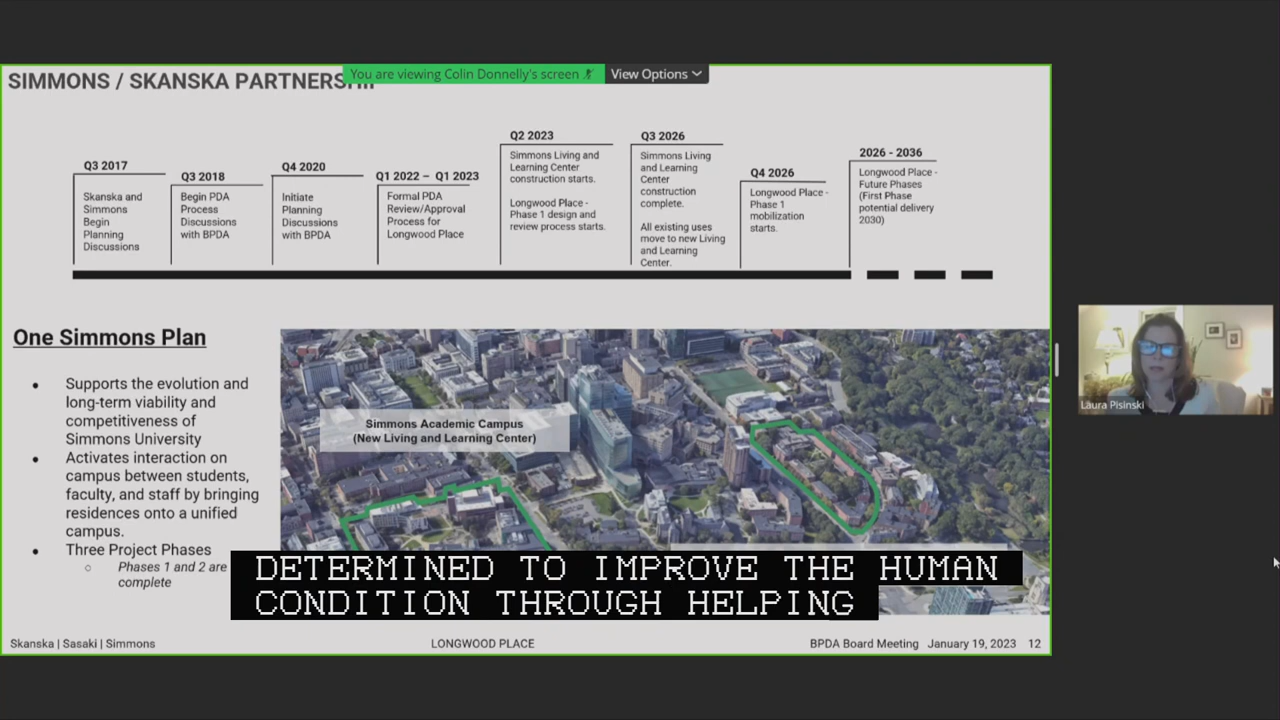 SIMMONS / SKANSKA PARTNERSHIP
You are viewing Colin Donnelly's screen
View Options
Q3 2017
Skanska and
Simmons
Begin
Planning
Discussions
Q3 2018
Begin PDA
Process
Discussions
with BPDA
Q4 2020
Initiate
Planning
Discussions
with BPDA
Q1 2022 – Q1 2023
Formal PDA
Review/Approval
Process for
Longwood Place
Q2 2023
Simmons Living and
Learning Center
construction starts.
Longwood Place -
Phase 1 design and
review process starts.
Q3 2026
Simmons Living
and Learning
Center
construction
complete.
All existing uses
move to new Living
and Learning
Center.
Q4 2026
Longwood Place -
Phase 1
mobilization
starts.
2026 - 2036
Longwood Place -
Future Phases
(First Phase
potential delivery
2030)
One Simmons Plan
● Supports the evolution and
long-term viability and
competitiveness of
Simmons University
● Activates interaction on
campus between students,
faculty, and staff by bringing
residences onto a unified
campus.
● Three Project Phases
○ Phases 1 and 2 are
complete
Simmons Academic Campus
(New Living and Learning Center)
DETERMINED TO IMPROVE THE HUMAN
CONDITION THROUGH HELPING
Skanska | Sasaki | Simmons
LONGWOOD PLACE
BPDA Board Meeting January 19, 2023 12
Laura Pisinski